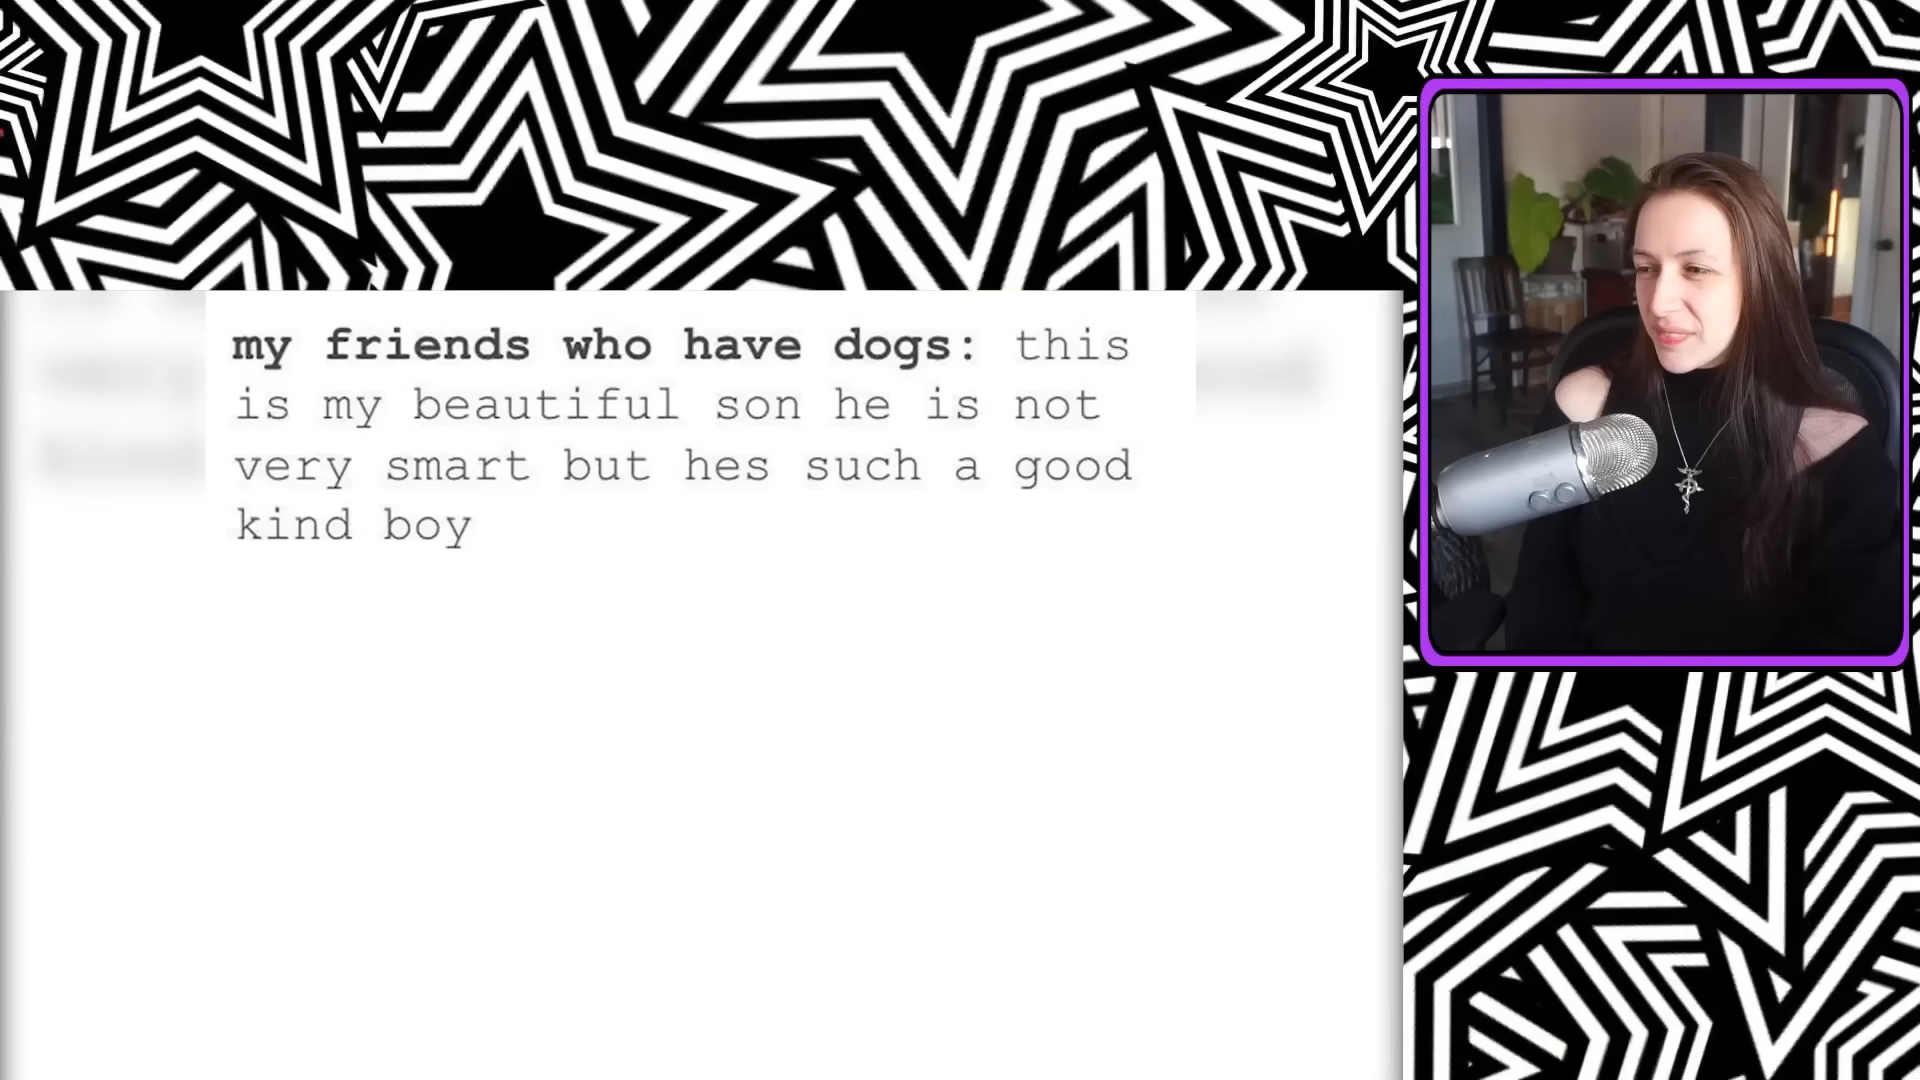 my friends who have dogs: this
is my beautiful son he is not
very smart but hes such a good
kind boy